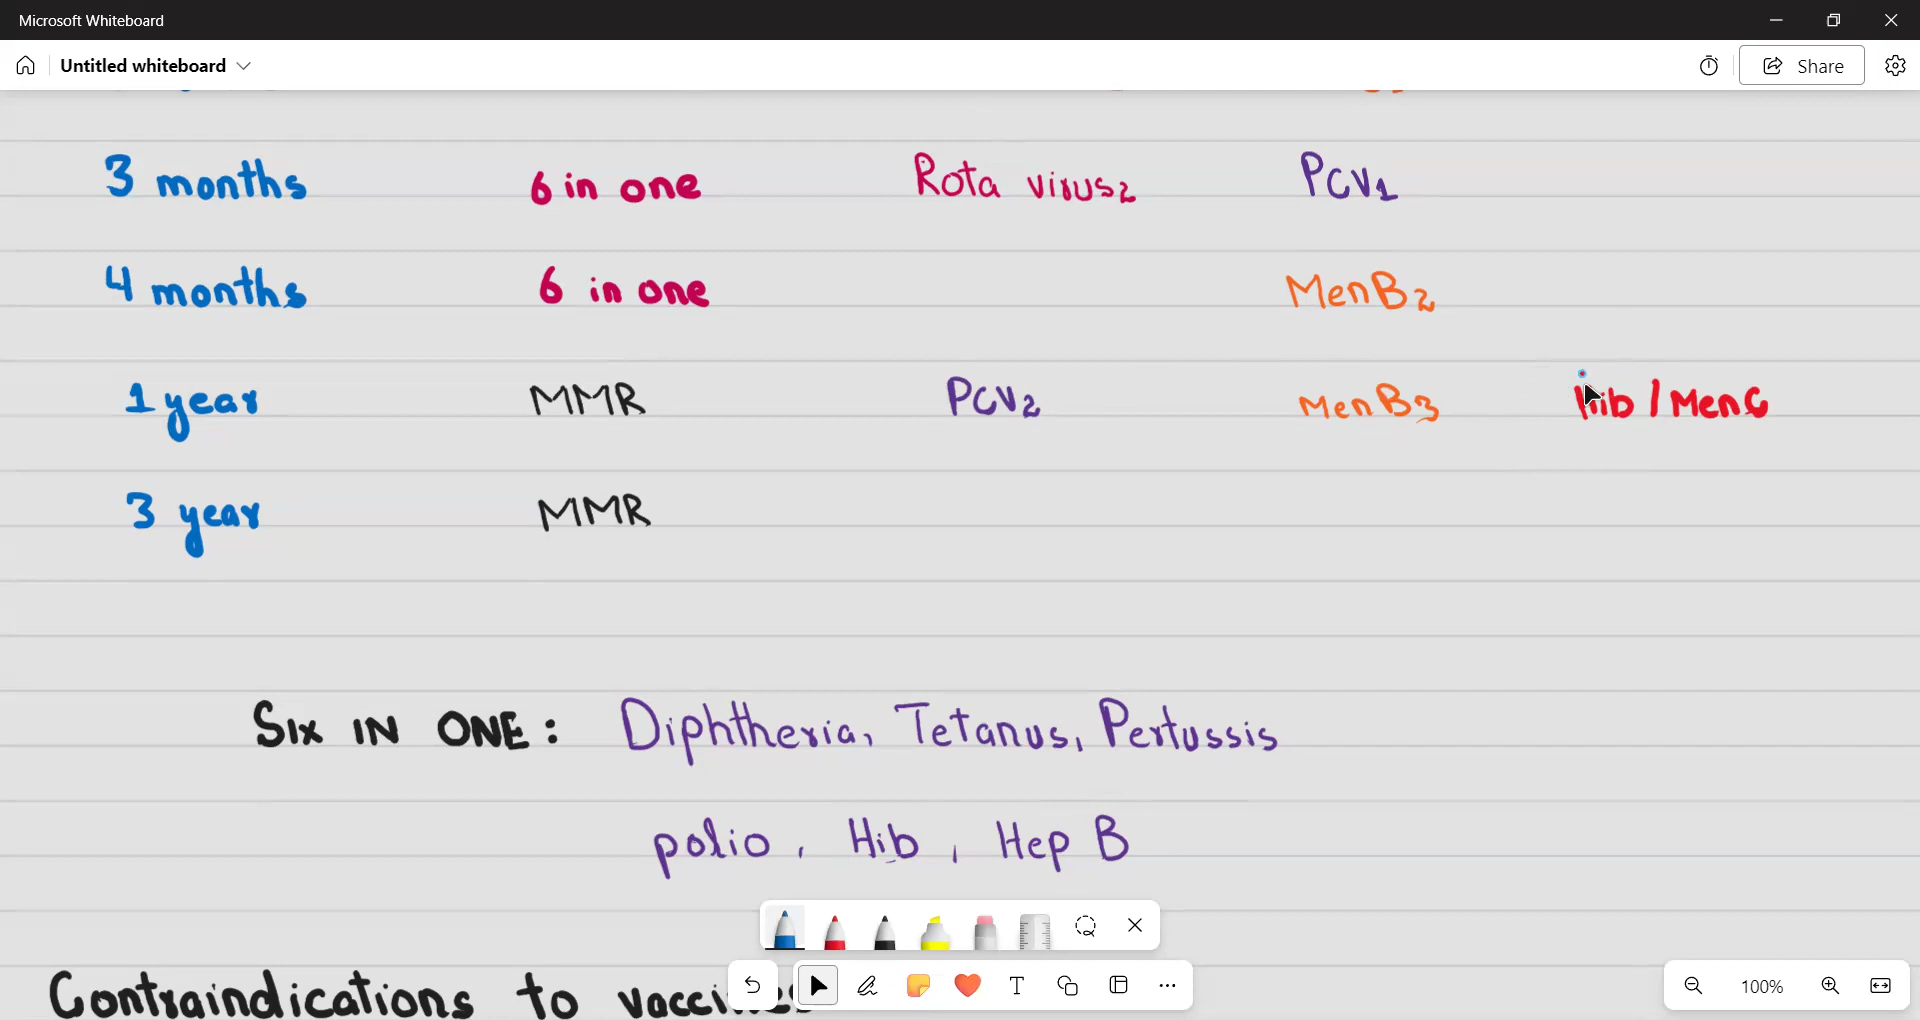 Microsoft Whiteboard
Untitled whiteboard
Share
3 months 6 in one Rota virus2 PCV1
4 months 6 in one MenB2
1 year MMR PCV2 MenB3 Hib / MenC
3 year MMR
SIX IN ONE : Diphtheria, Tetanus, Pertussis
polio , Hib , Hep B
Contraindications to vaccines
100%